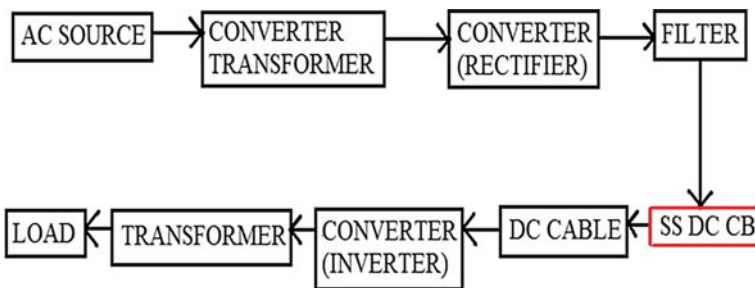 AC SOURCE
CONVERTER
TRANSFORMER
CONVERTER
(RECTIFIER)
FILTER
SS DC CB
DC CABLE
CONVERTER
(INVERTER)
TRANSFORMER
LOAD